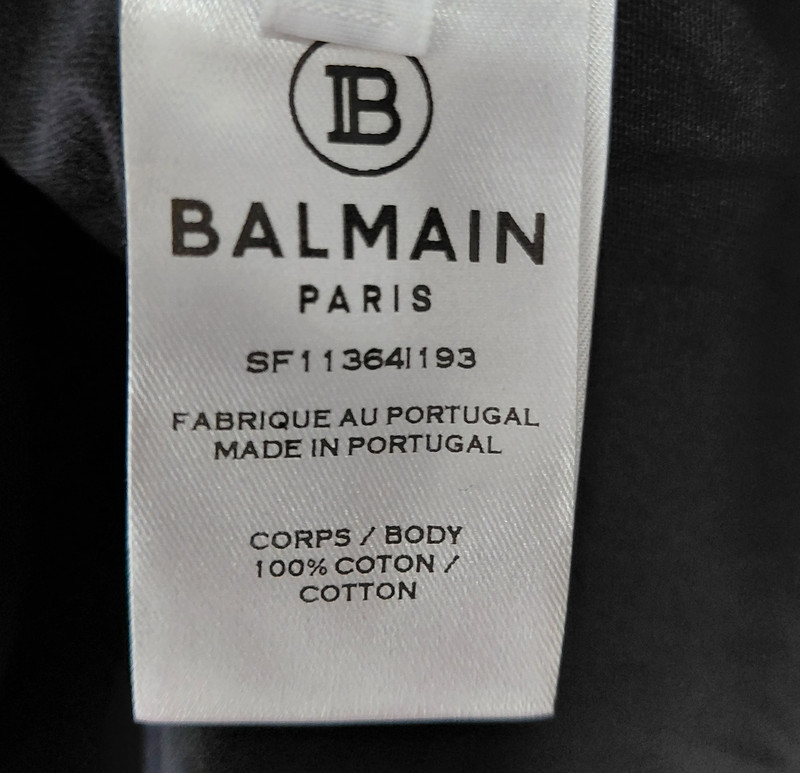 B
BALMAIN
PARIS
SF11364I193
FABRIQUE AU PORTUGAL
MADE IN PORTUGAL
CORPS / BODY
100% COTON /
COTTON